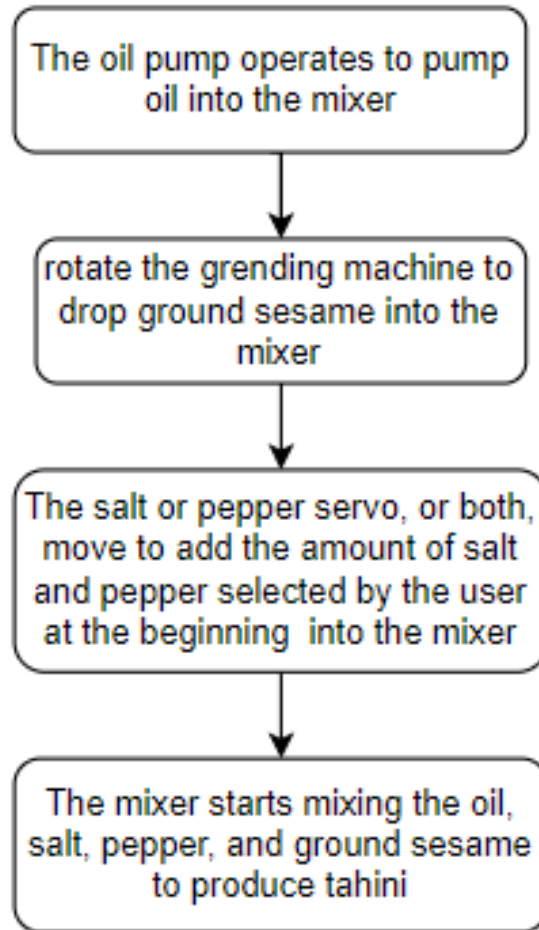 The oil pump operates to pump
oil into the mixer
rotate the grending machine to
drop ground sesame into the
mixer
The salt or pepper servo, or both,
move to add the amount of salt
and pepper selected by the user
at the beginning into the mixer
The mixer starts mixing the oil,
salt, pepper, and ground sesame
to produce tahini